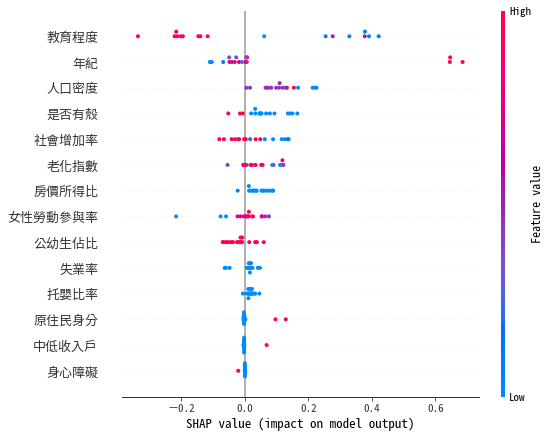 High
教育程度
年紀
人口密度
是否有殼
社會增加率
老化指數
房價所得比
女性勞動參與率
公幼生佔比
失業率
托嬰比率
原住民身分
中低收入戶
身心障礙
Feature value
Low
−0.2 0.0 0.2 0.4 0.6
SHAP value (impact on model output)